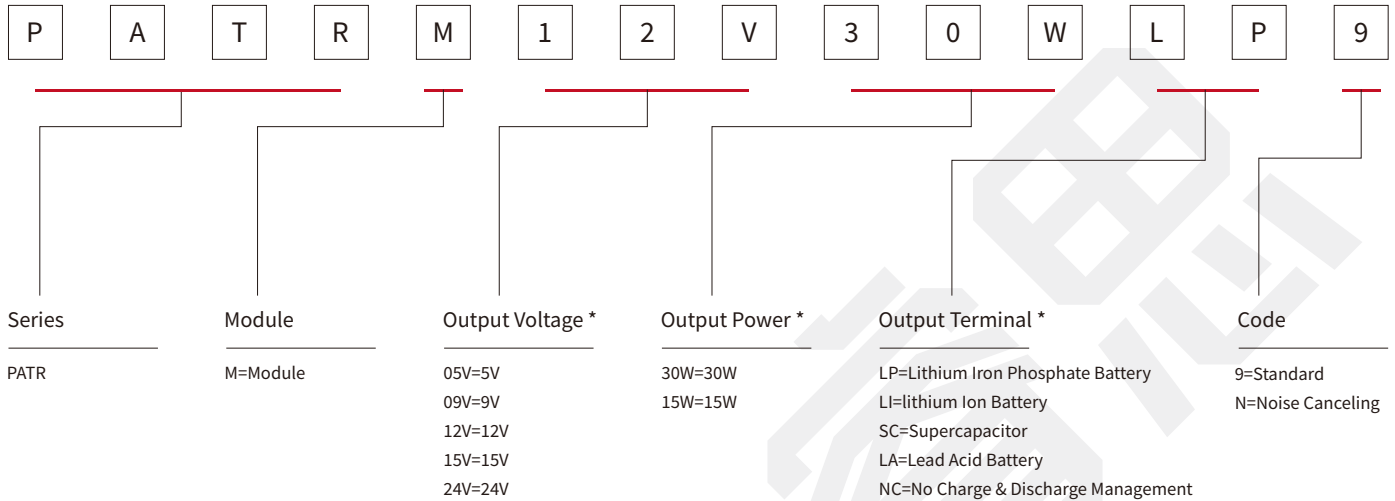 P A T R M 1 2 V 3 0 W L P 9
Series Module Output Voltage * Output Power * Output Terminal * Code
PATR M=Module 05V=5V 30W=30W LP=Lithium Iron Phosphate Battery 9=Standard
09V=9V 15W=15W LI=lithium Ion Battery N=Noise Canceling
12V=12V SC=Supercapacitor
15V=15V LA=Lead Acid Battery
24V=24V NC=No Charge & Discharge Management